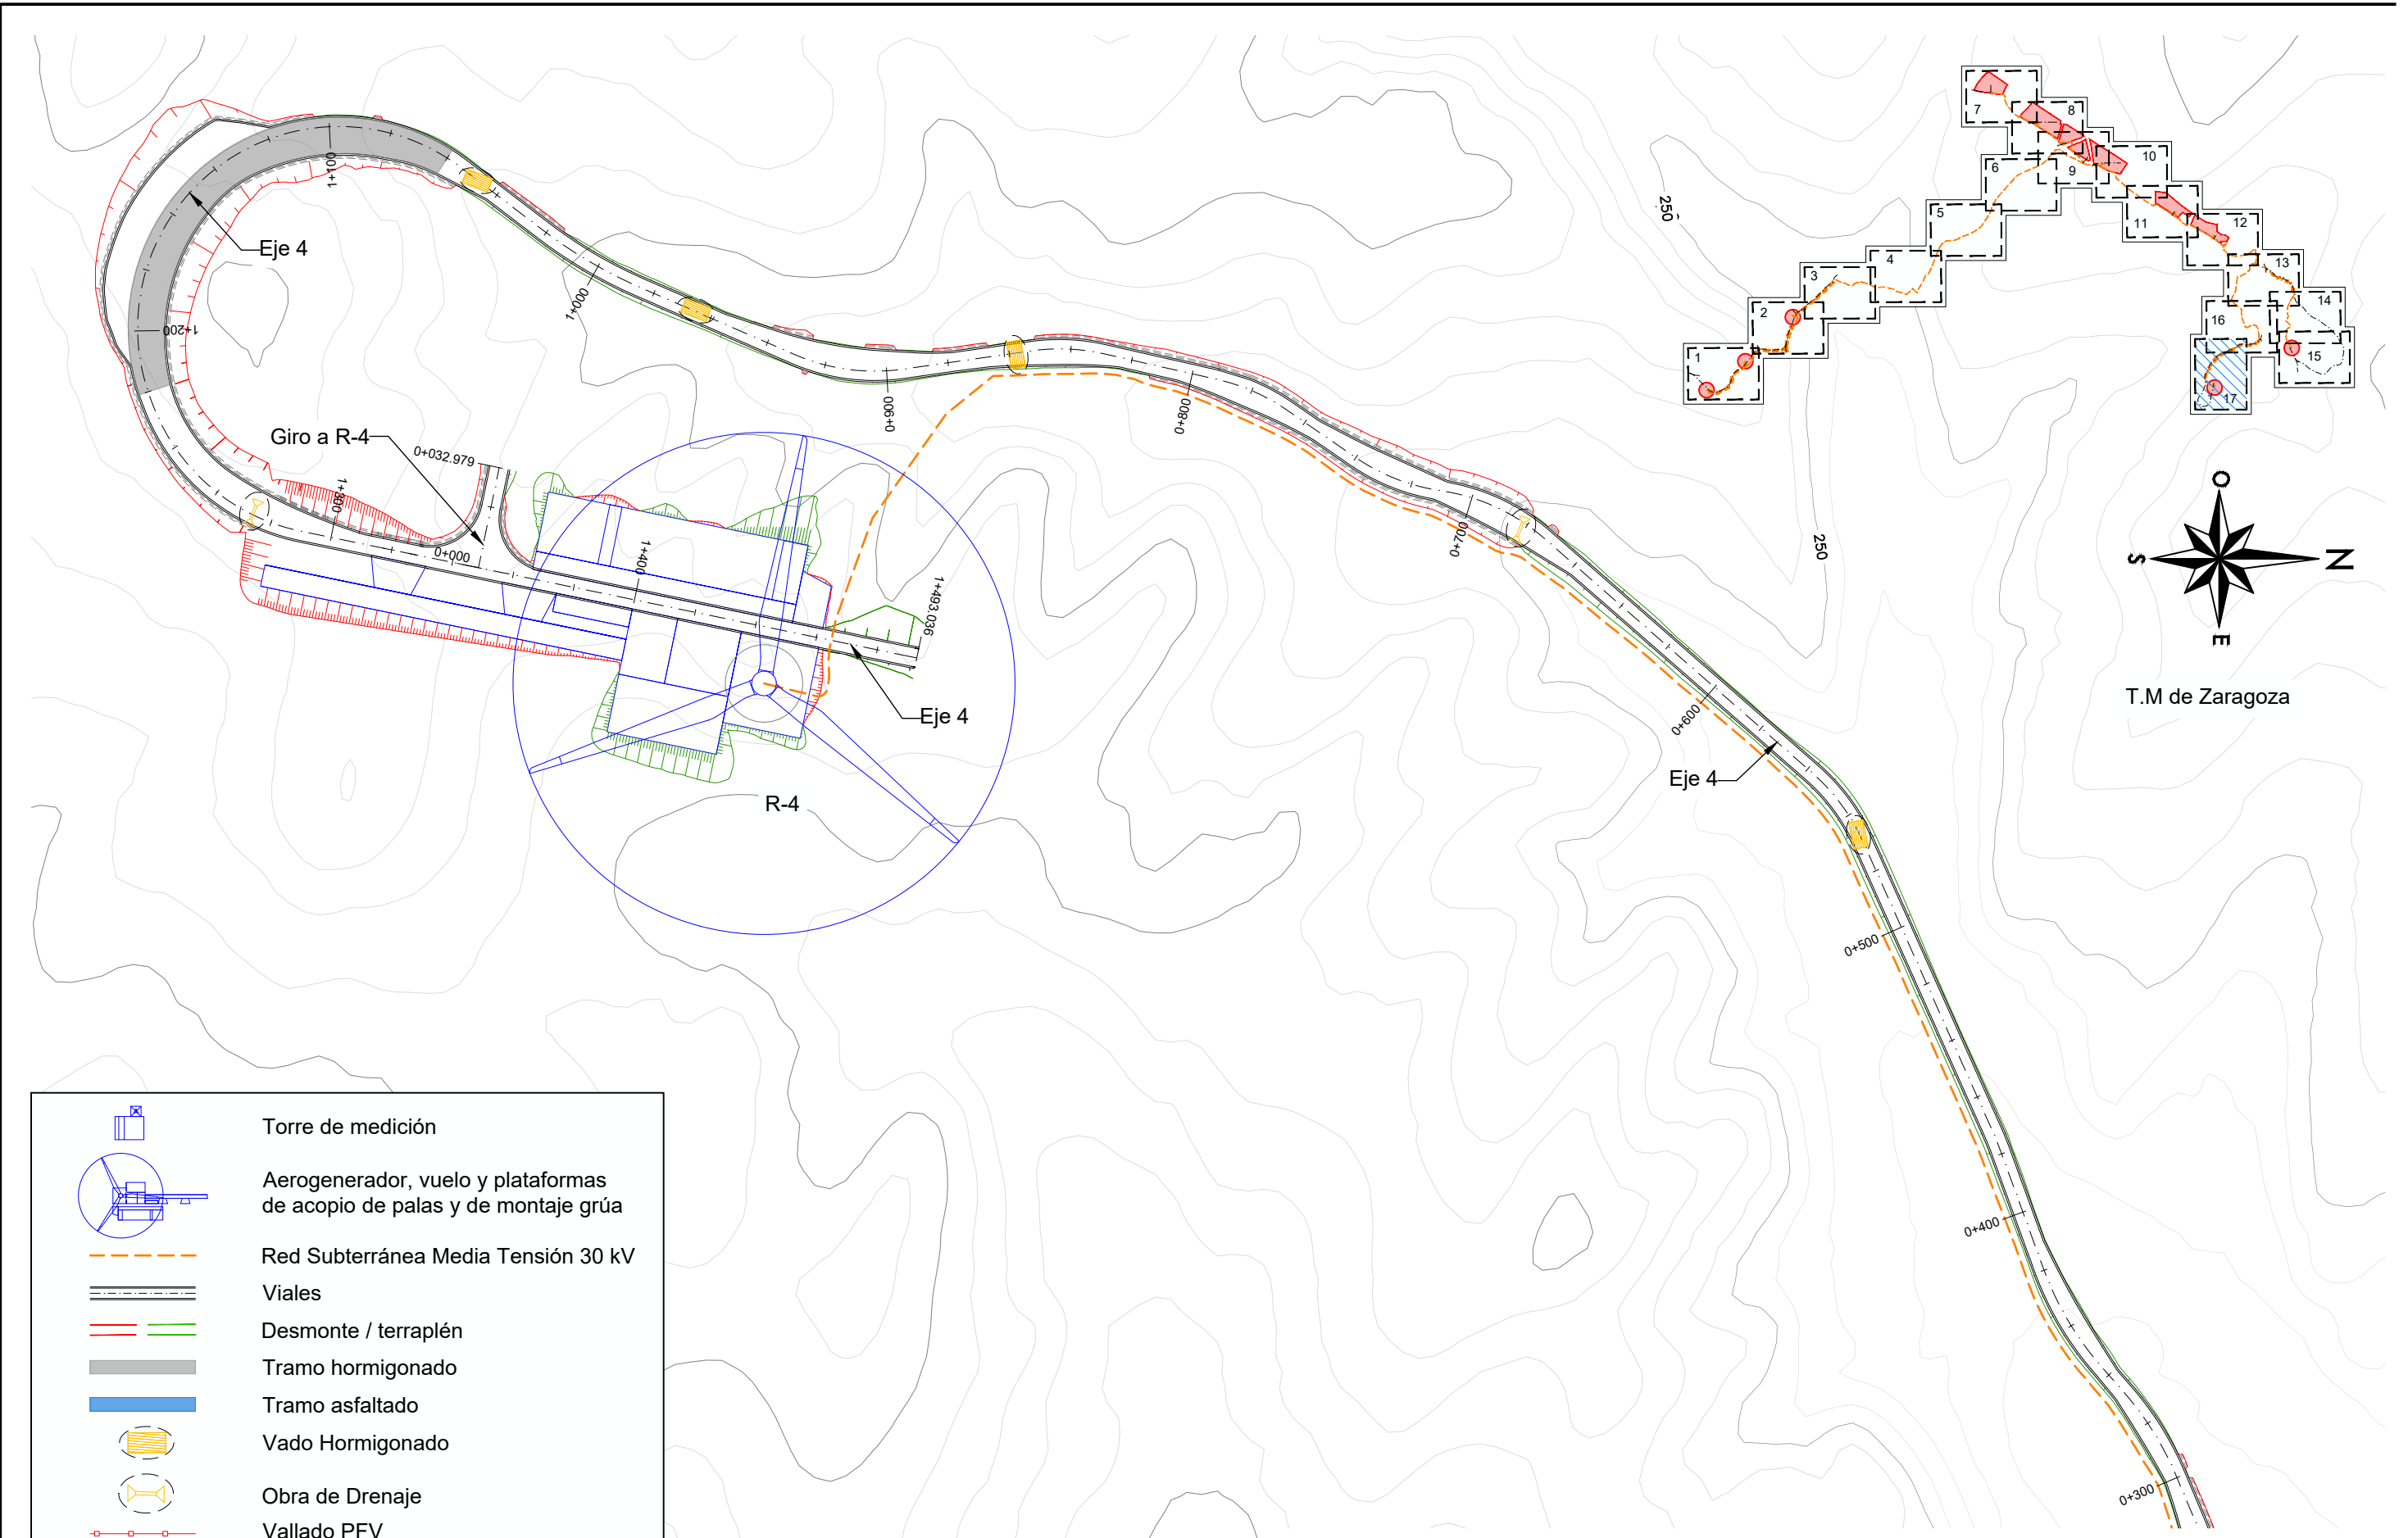 Eje 4
1+100
1+200
1+000
0+900
0+800
0+700
0+600
0+500
0+400
0+300
Giro a R-4
0+032.979
1+300
0+000
1+400
1+493.036
Eje 4
R-4
Eje 4
250
250
1
2
3
4
5
6
7
8
9
10
11
12
13
14
15
16
17
O
S
N
E
T.M de Zaragoza
Torre de medición
Aerogenerador, vuelo y plataformas
de acopio de palas y de montaje grúa
Red Subterránea Media Tensión 30 kV
Viales
Desmonte / terraplén
Tramo hormigonado
Tramo asfaltado
Vado Hormigonado
Obra de Drenaje
Vallado PFV